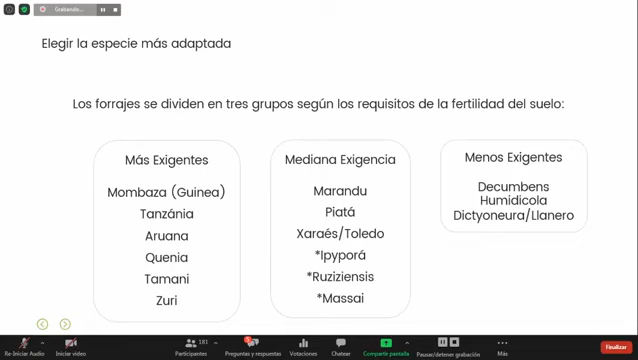 Grabando...
Elegir la especie más adaptada
Los forrajes se dividen en tres grupos según los requisitos de la fertilidad del suelo:
Más Exigentes
Mombaza (Guinea)
Tanzánia
Aruana
Quenia
Tamani
Zuri
Mediana Exigencia
Marandu
Piatá
Xaraés/Toledo
*Ipyporá
*Ruziziensis
*Massai
Menos Exigentes
Decumbens
Humidicola
Dictyoneura/Llanero
Re-Iniciar Audio
Iniciar video
181
Participantes
Preguntas y respuestas
Votaciones
Chatear
Compartir pantalla
Pausar/detener grabación
Más
Finalizar